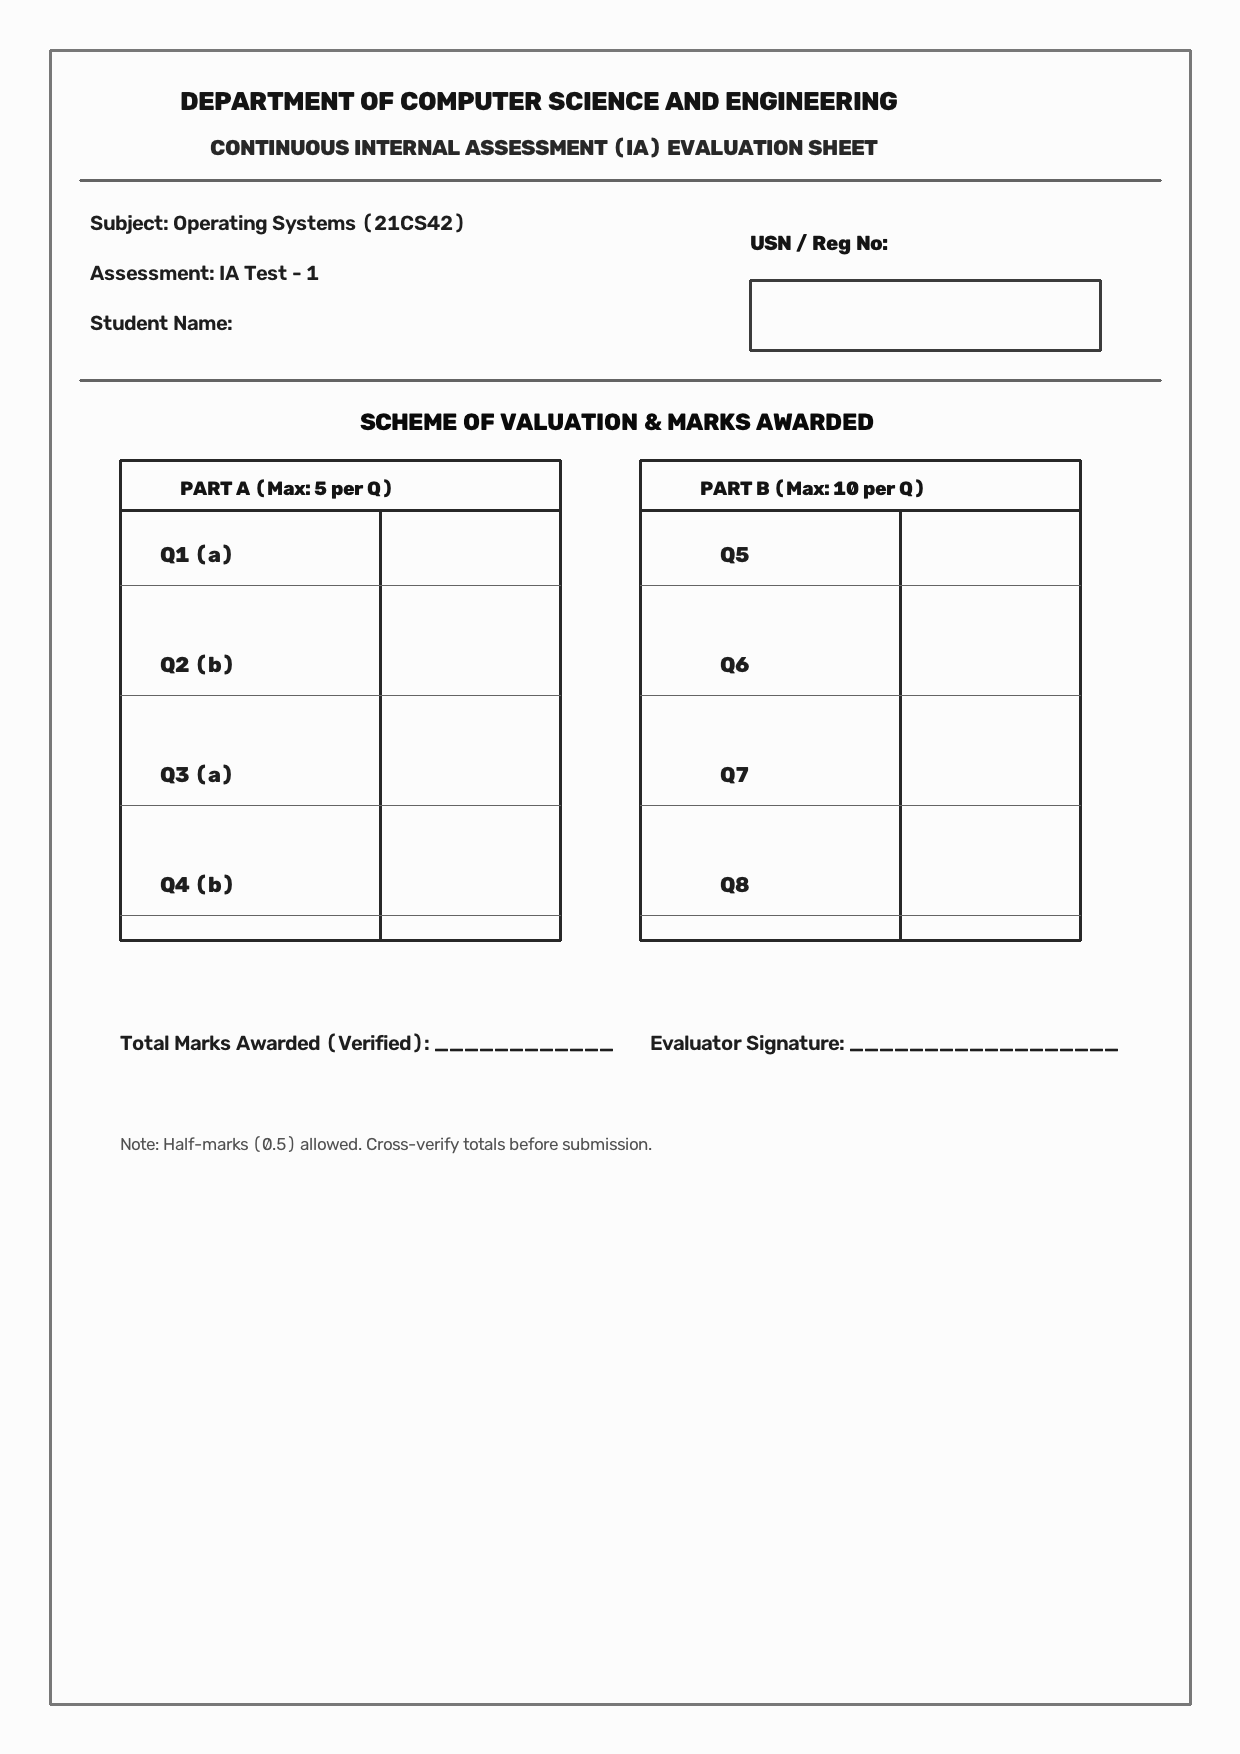 DEPARTMENT OF COMPUTER SCIENCE AND ENGINEERING
CONTINUOUS INTERNAL ASSESSMENT (IA) EVALUATION SHEET
Subject: Operating Systems (21CS42)
Assessment: IA Test - 1
Student Name:
USN / Reg No:
SCHEME OF VALUATION & MARKS AWARDED
PART A (Max: 5 per Q)
Q1 (a)
Q2 (b)
Q3 (a)
Q4 (b)
PART B (Max: 10 per Q)
Q5
Q6
Q7
Q8
Total Marks Awarded (Verified): ____________
Evaluator Signature: __________________
Note: Half-marks (0.5) allowed. Cross-verify totals before submission.